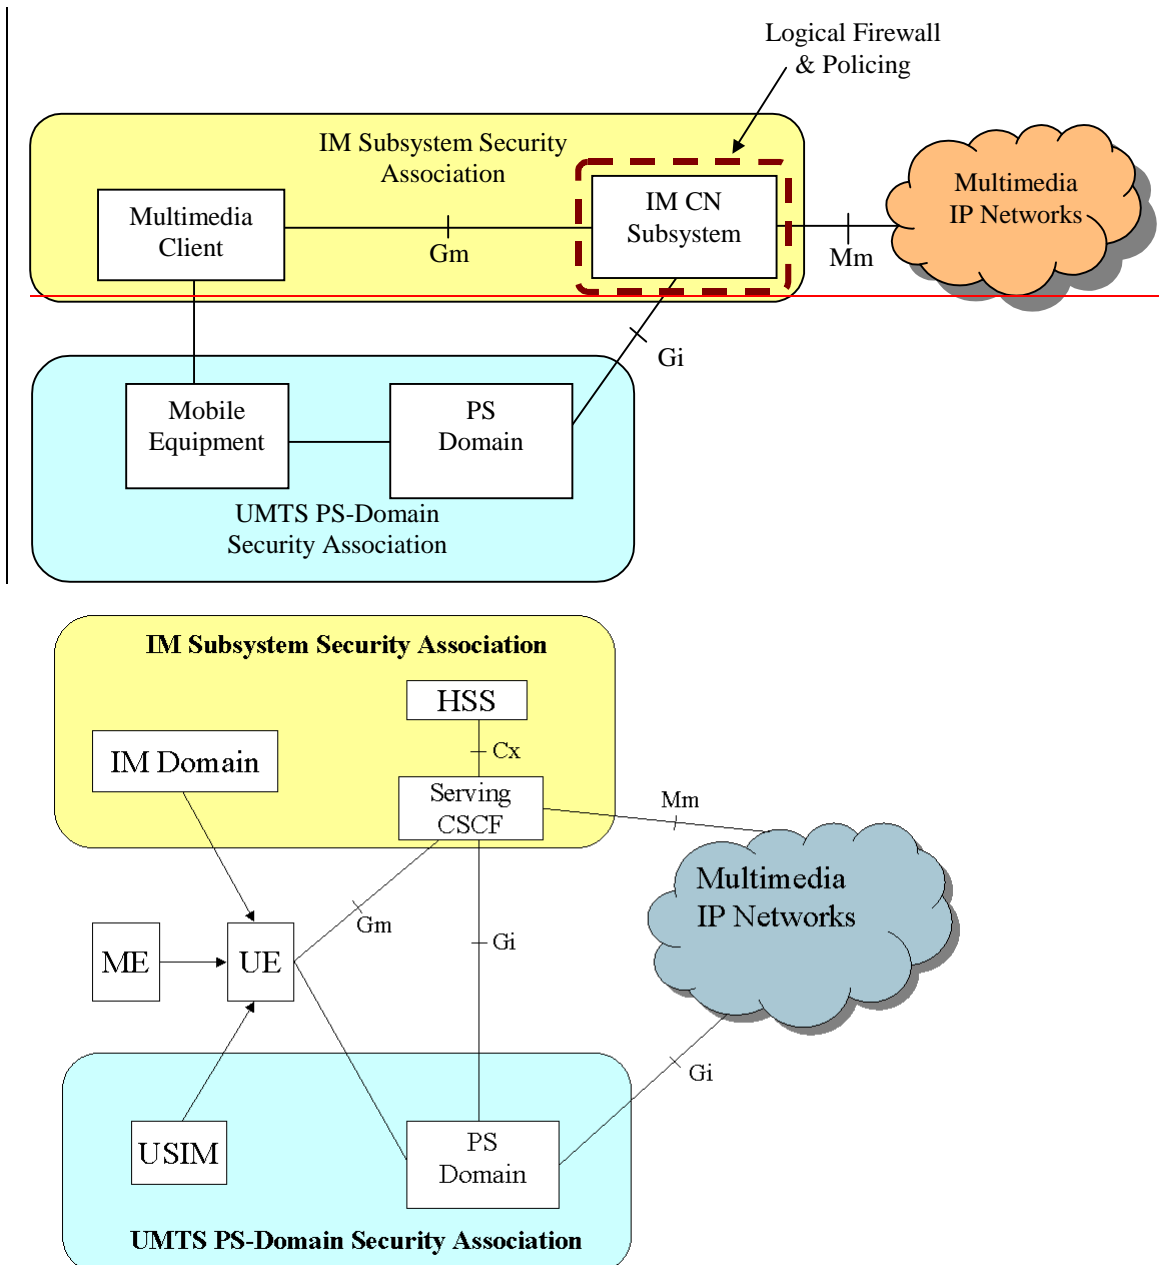 Logical Firewall
& Policing
IM Subsystem Security
Association
Multimedia
Client
Gm
IM CN
Subsystem
Mm
Multimedia
IP Networks
Gi
Mobile
Equipment
PS
Domain
UMTS PS-Domain
Security Association
IM Subsystem Security Association
HSS
Cx
IM Domain
Serving
CSCF
Mm
Multimedia
IP Networks
Gm
ME
UE
Gi
Gi
USIM
PS
Domain
UMTS PS-Domain Security Association